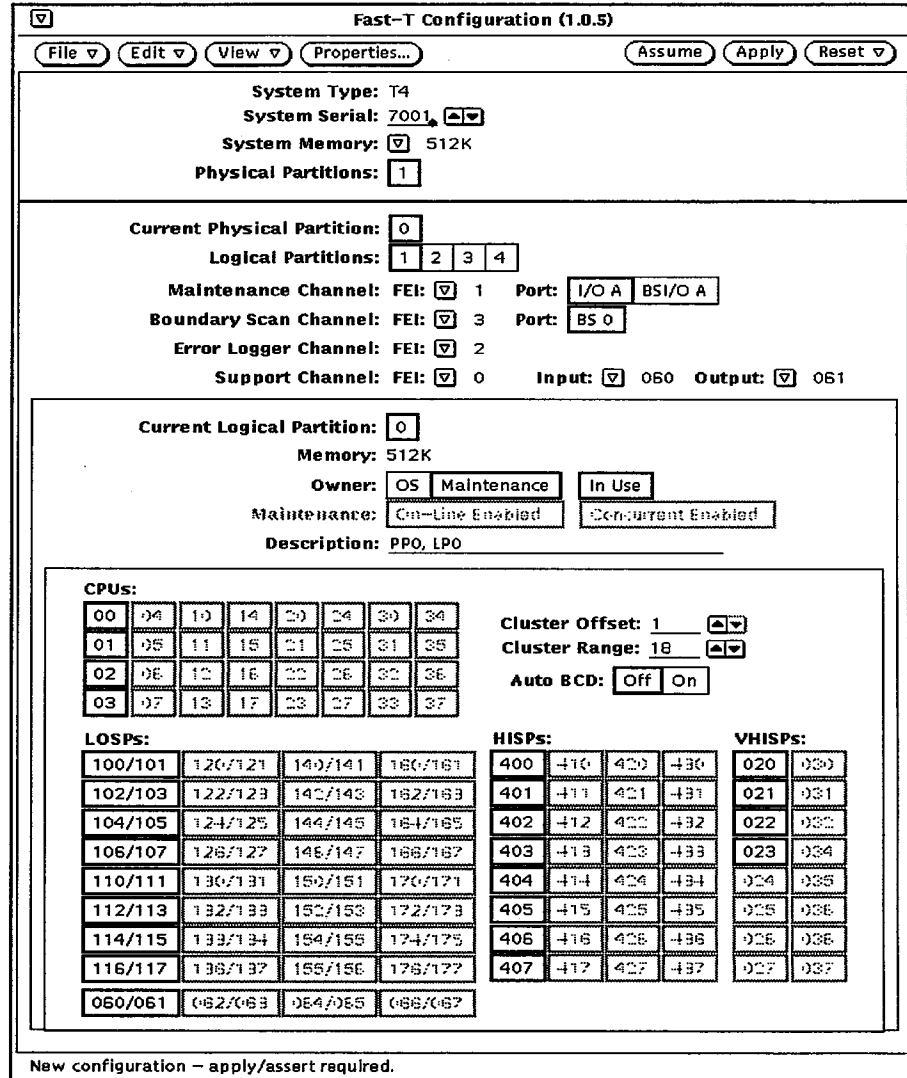 Fast-T Configuration (1.0.5)
File Edit View Properties... Assume Apply Reset
System Type: T4
System Serial: 7001
System Memory: 512K
Physical Partitions: 1
Current Physical Partition: 0
Logical Partitions: 1 2 3 4
Maintenance Channel: FEI: 1 Port: I/O A BSI/O A
Boundary Scan Channel: FEI: 3 Port: BS 0
Error Logger Channel: FEI: 2
Support Channel: FEI: 0 Input: 060 Output: 061
Current Logical Partition: 0
Memory: 512K
Owner: OS Maintenance In Use
Maintenance: On-Line Enabled Concurrent Enabled
Description: PP0, LP0
CPUs:
00 04 10 14 20 24 30 34
01 05 11 15 21 25 31 35
02 06 12 16 22 26 32 36
03 07 13 17 23 27 33 37
Cluster Offset: 1
Cluster Range: 18
Auto BCD: Off On
LOSPs: HISPs: VHISPs:
100/101 120/121 140/141 160/161 400 410 420 430 020 030
102/103 122/123 142/143 162/163 401 411 421 431 021 031
104/105 124/125 144/145 164/165 402 412 422 432 022 032
106/107 126/127 146/147 166/167 403 413 423 433 023 034
110/111 130/131 150/151 170/171 404 414 424 434 024 035
112/113 132/133 152/153 172/173 405 415 425 435 025 036
114/115 133/134 154/155 174/175 406 416 426 436 026 036
116/117 136/137 155/156 176/177 407 417 427 437 027 037
060/061 062/063 064/065 066/067
New configuration – apply/assert required.